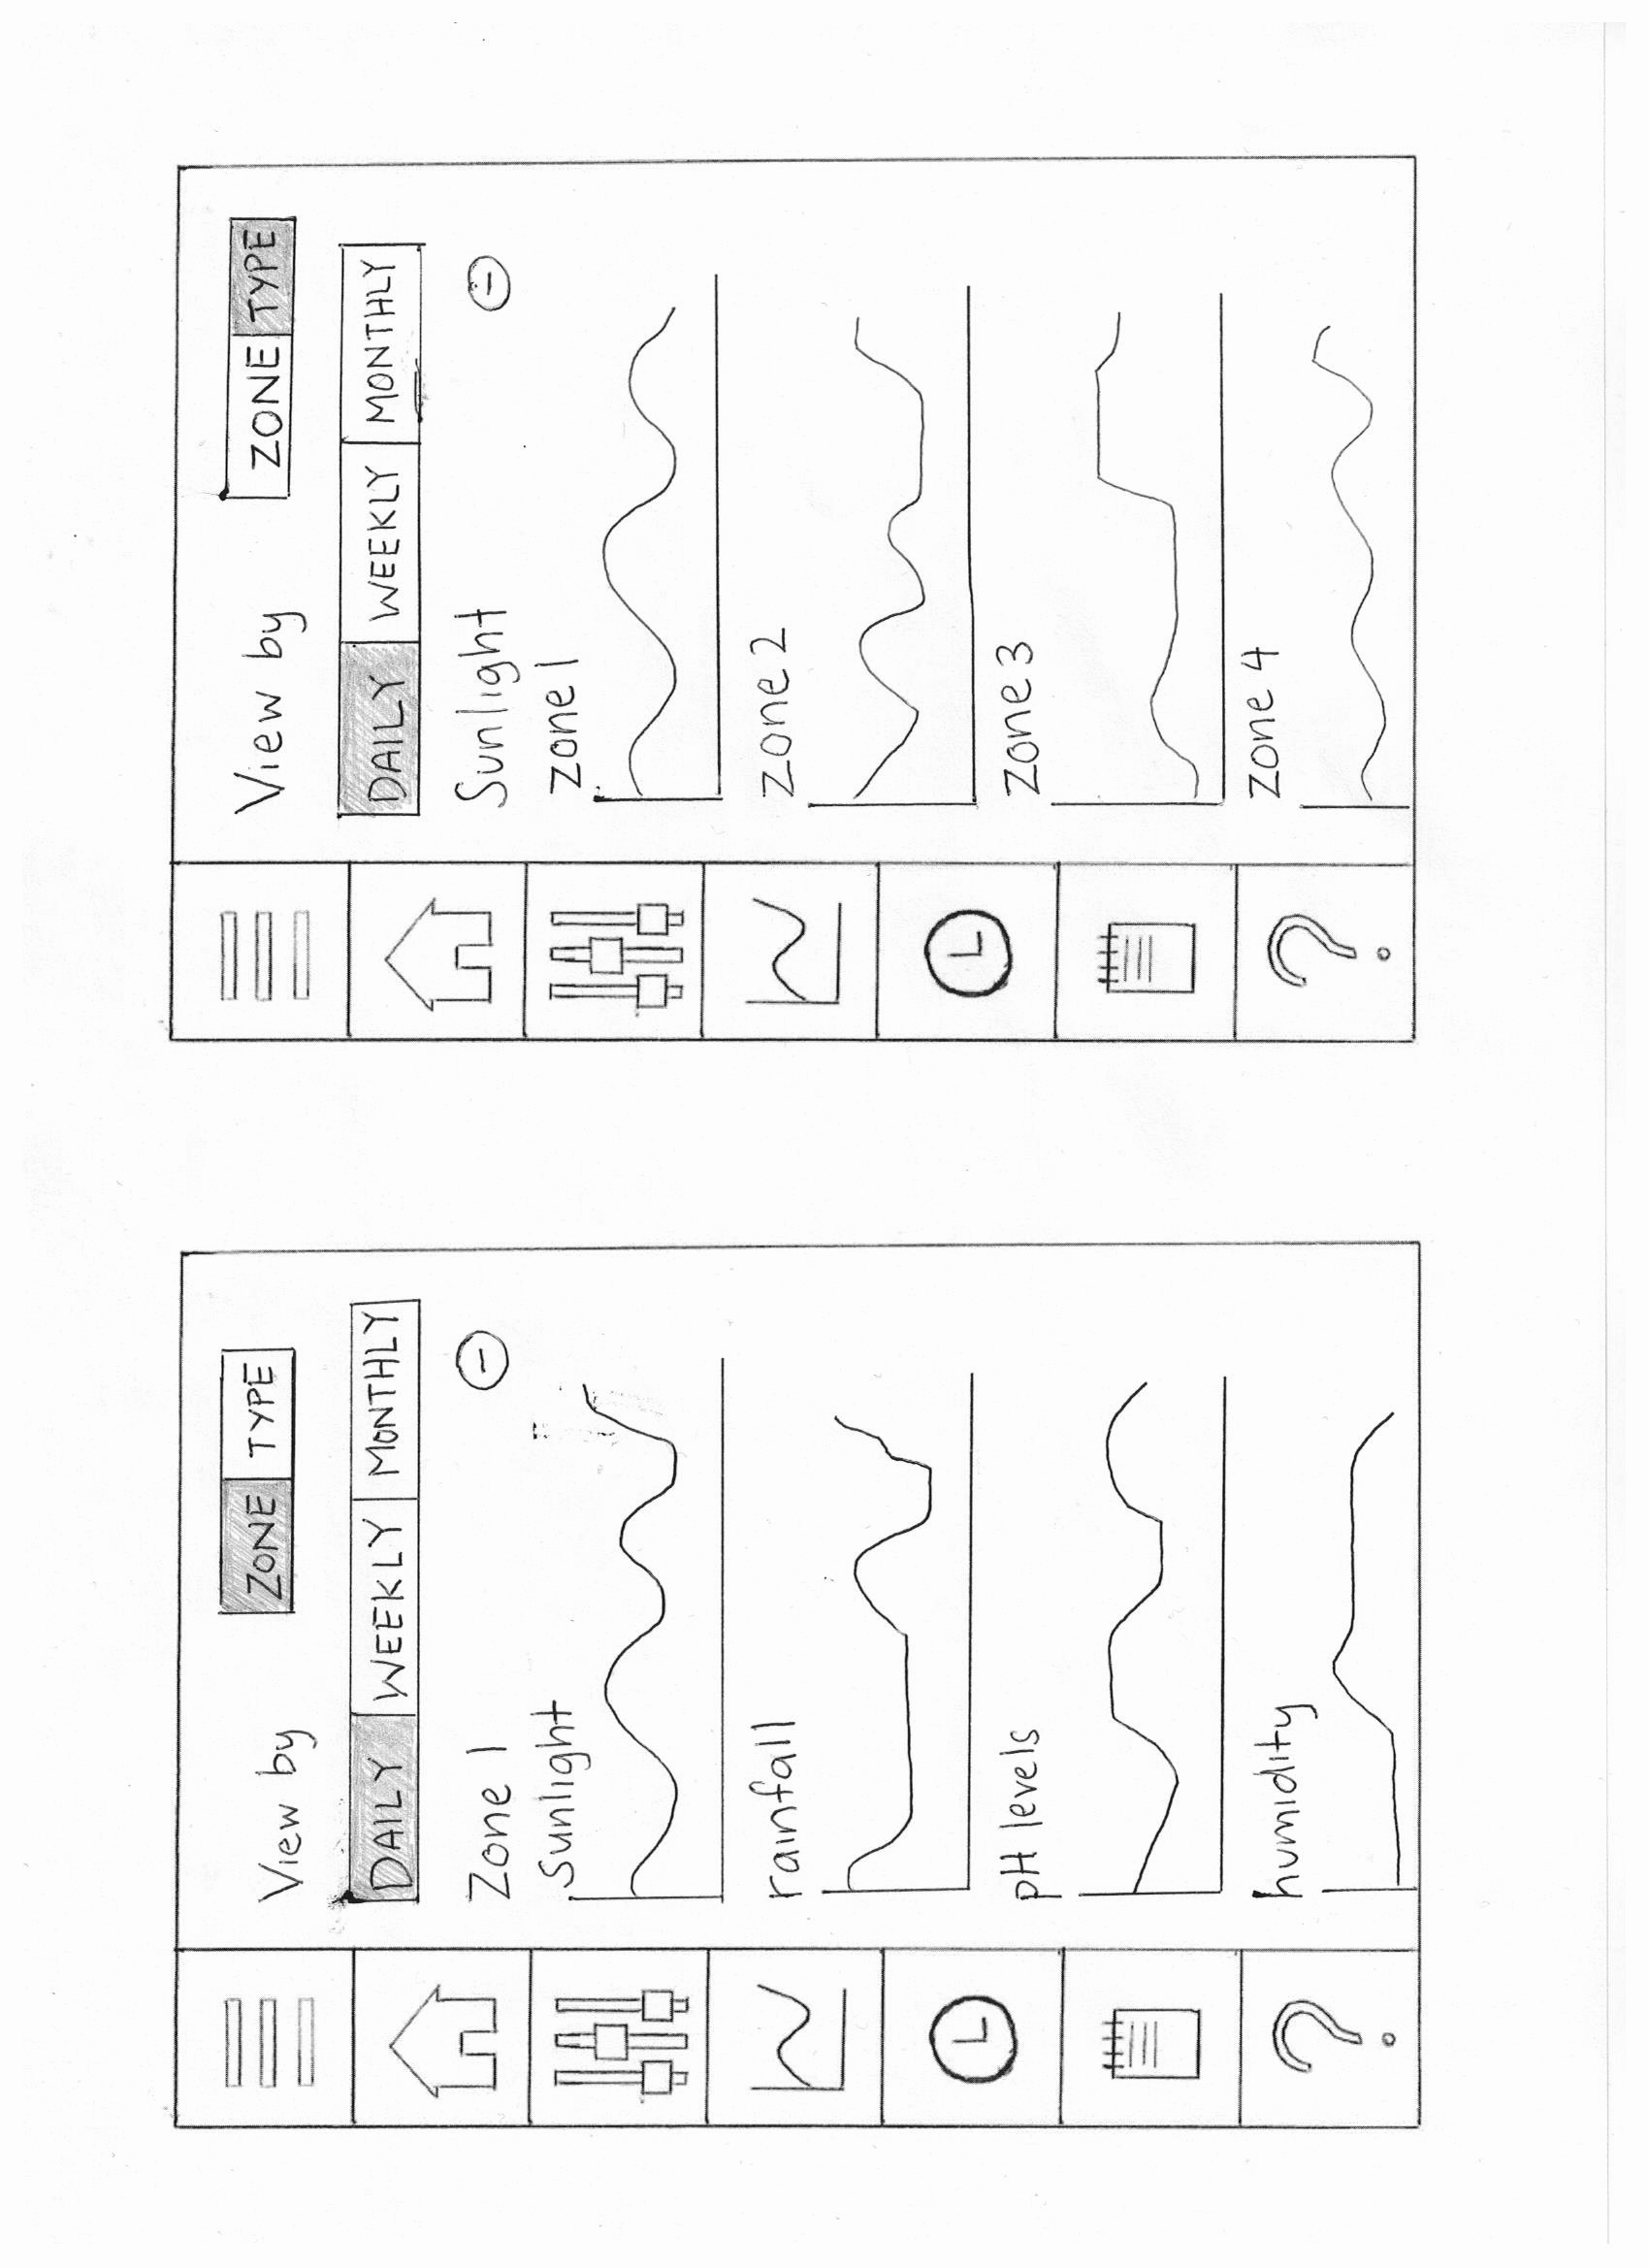 View by ZONE TYPE
DAILY WEEKLY MONTHLY
Zone 1
Sunlight
rainfall
pH levels
humidity
?
View by ZONE TYPE
DAILY WEEKLY MONTHLY
Sunlight
zone 1
zone 2
zone 3
zone 4
?